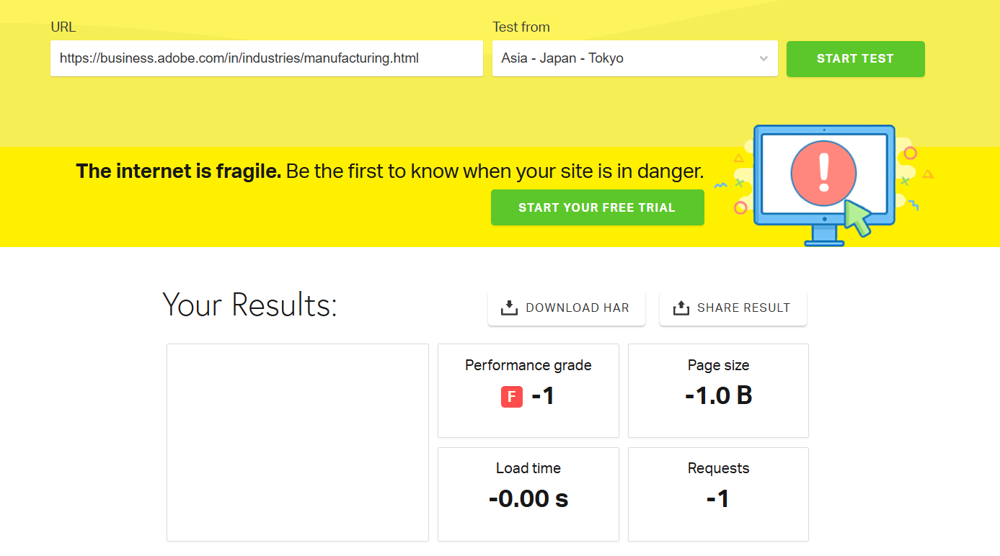 URL
Test from
https://business.adobe.com/in/industries/manufacturing.html
Asia - Japan - Tokyo
START TEST
The internet is fragile. Be the first to know when your site is in danger.
START YOUR FREE TRIAL
!
Your Results:
DOWNLOAD HAR
SHARE RESULT
Performance grade
F -1
Page size
-1.0 B
Load time
-0.00 s
Requests
-1